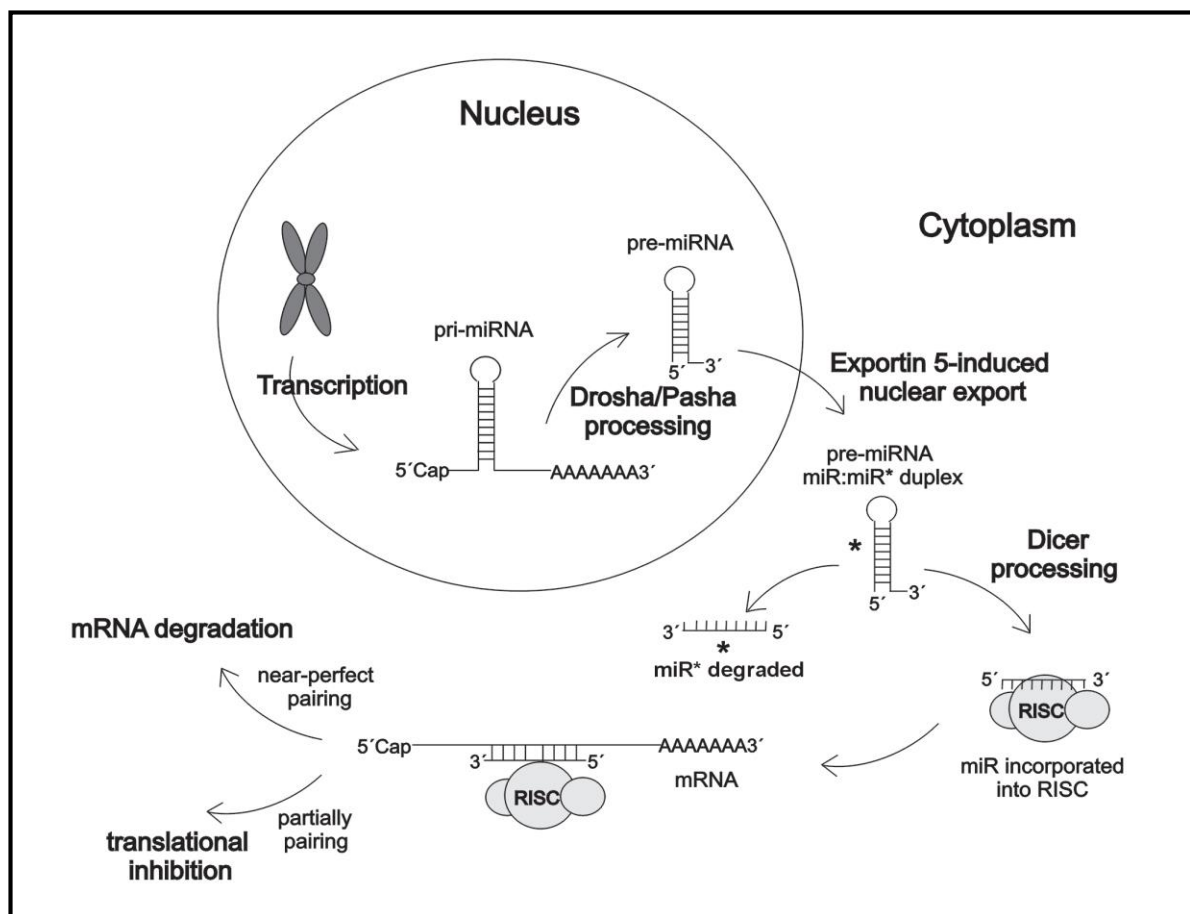 Nucleus
Cytoplasm
pre-miRNA
5´ 3´
pri-miRNA
Transcription
Drosha/Pasha
processing
5´Cap AAAAAAA3´
Exportin 5-induced
nuclear export
pre-miRNA
miR:miR* duplex
*
5´ 3´
Dicer
processing
3´ 5´
*
miR* degraded
5´ 3´
RISC
miR incorporated
into RISC
mRNA degradation
near-perfect
pairing
5´Cap AAAAAAA3´
3´ 5´
mRNA
RISC
partially
pairing
translational
inhibition